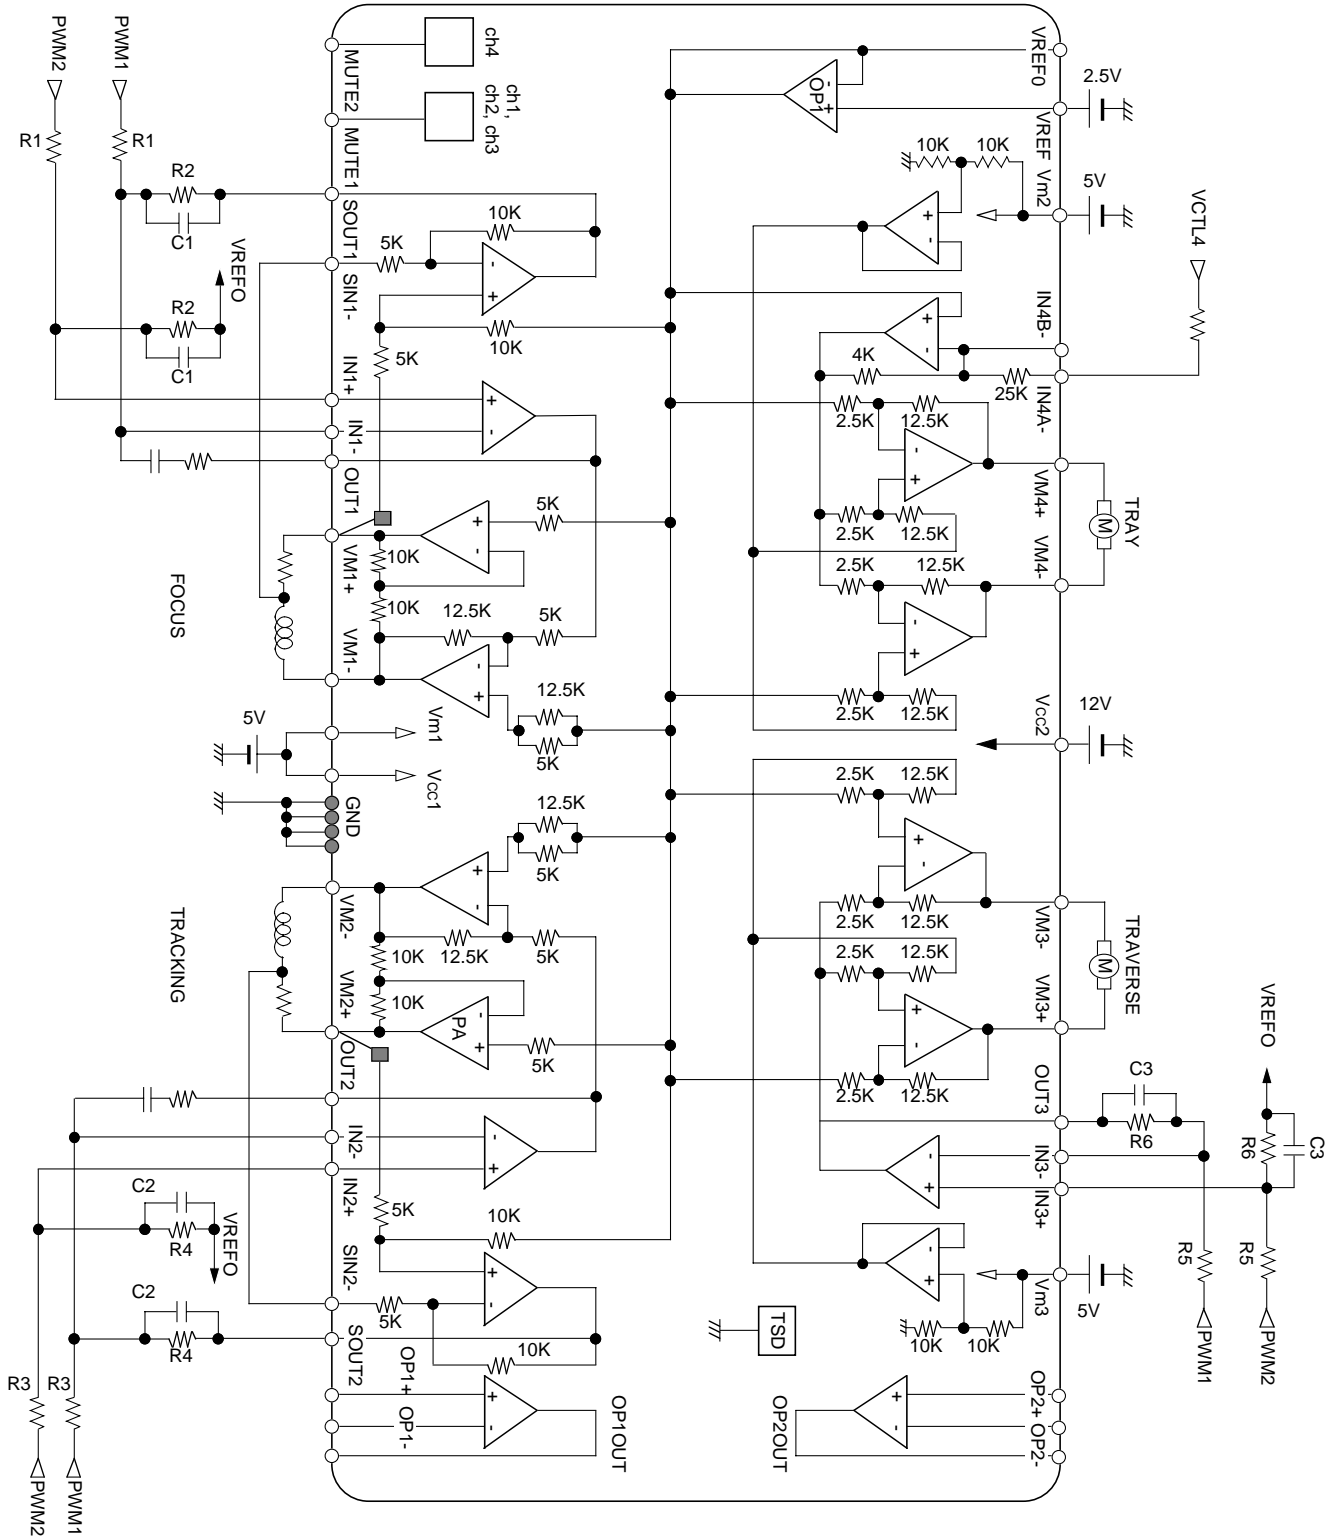 PWM2
PWM1
R1
R1
R2
C1
VREFO
R2
C1
MUTE2
MUTE1
SOUT1
SIN1-
IN1+
IN1-
OUT1
VM1+
VM1-
FOCUS
ch4
ch1,
ch2, ch3
10K
5K
-
+
10K
5K
+
-
5K
+
-
10K
10K
12.5K
5K
-
+
12.5K
5K
5V
Vm1
Vcc1
GND
12.5K
5K
+
-
12.5K
5K
10K
10K
-
PA
+
5K
VM2-
VM2+
OUT2
IN2-
IN2+
SIN2-
SOUT2
TRACKING
-
+
5K
10K
+
-
5K
10K
C2
R4
VREFO
C2
R4
R3
R3
PWM2
PWM1
OP1+
OP1-
+
-
OP1OUT
VREF0
-
OP1
+
2.5V
VREF
10K
10K
Vm2
5V
+
-
VCTL4
IN4B-
+
-
4K
25K
IN4A-
2.5K
12.5K
-
+
VM4+
TRAY
M
2.5K
12.5K
2.5K
12.5K
VM4-
-
+
2.5K
12.5K
Vcc2
12V
2.5K
12.5K
+
-
2.5K
12.5K
VM3-
TRAVERSE
M
2.5K
12.5K
+
-
VM3+
2.5K
12.5K
OUT3
C3
R6
VREFO
R6
C3
-
+
IN3-
IN3+
R5
R5
PWM1
PWM2
-
+
Vm3
5V
10K
10K
TSD
OP2+
OP2-
+
-
OP2OUT